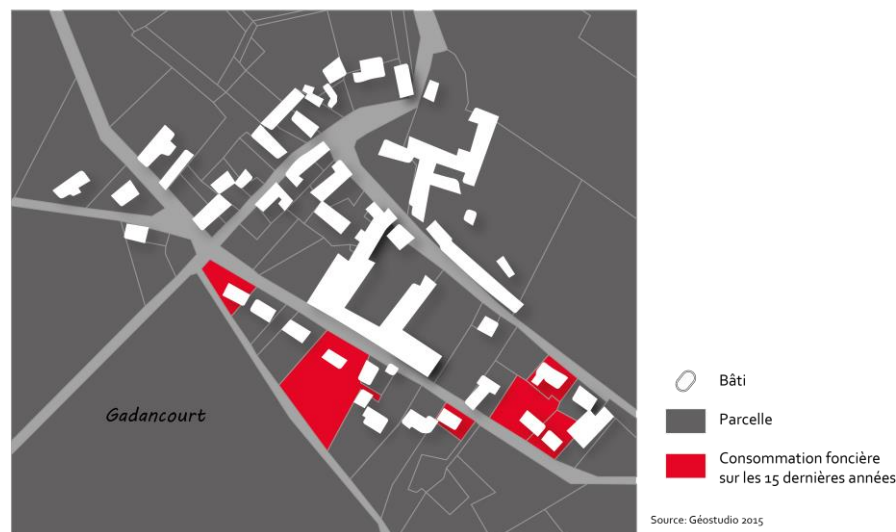 Gadancourt
Bâti
Parcelle
Consommation foncière
sur les 15 dernières années
Source: Géostudio 2015